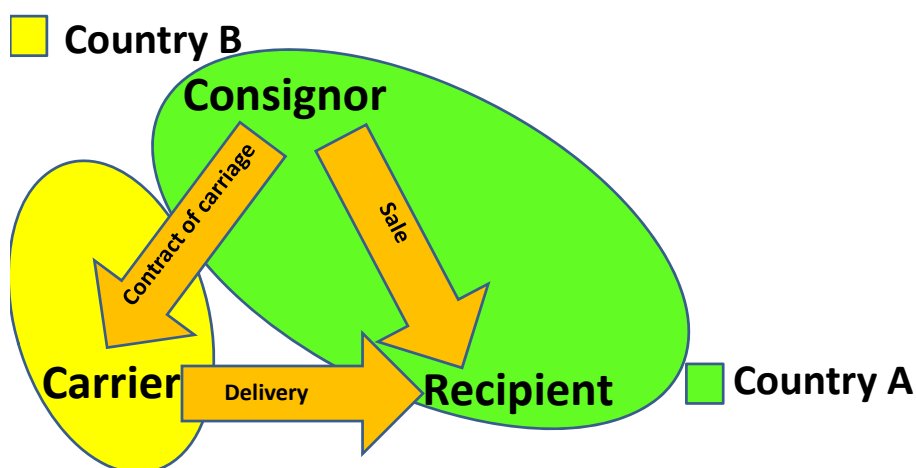 Country B
Consignor
Contract of carriage
Sale
Carrier
Delivery
Recipient
Country A